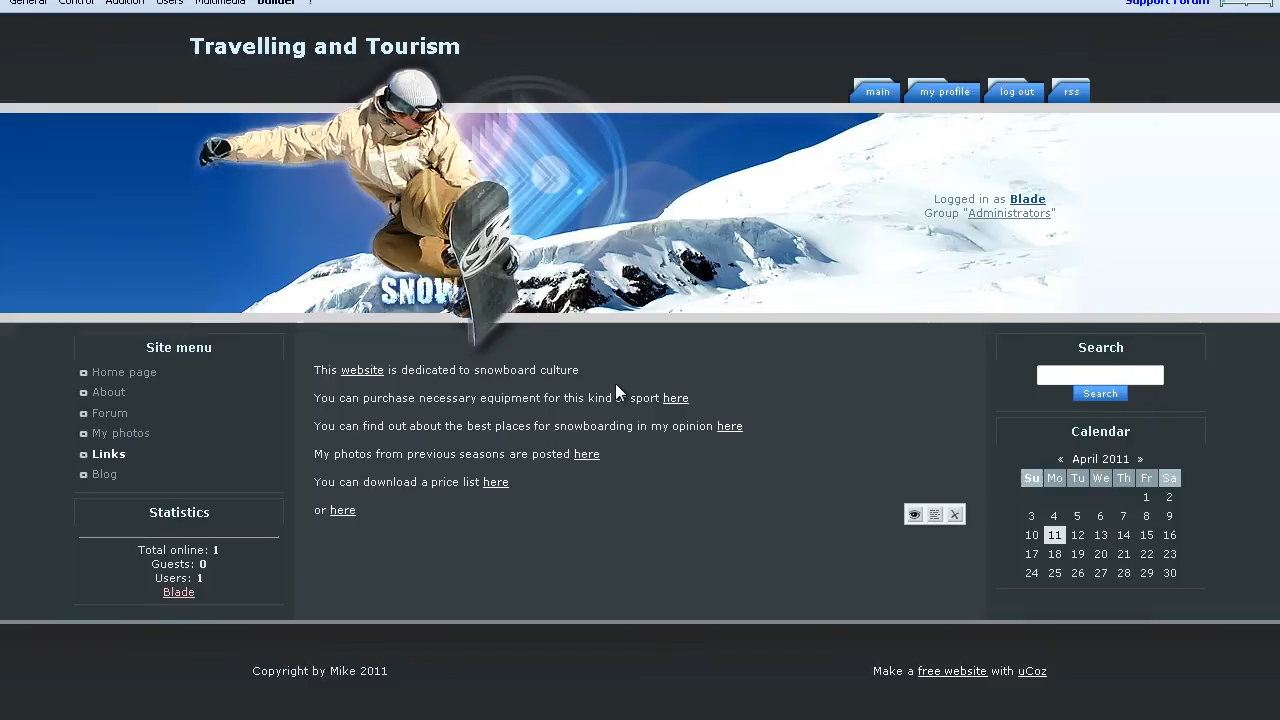 General Control Addition Users Multimedia Builder ? Support Forum
Travelling and Tourism
main my profile log out rss
Logged in as Blade
Group "Administrators"
SNOW
Site menu
Home page
About
Forum
My photos
Links
Blog
Statistics
Total online: 1
Guests: 0
Users: 1
Blade
This website is dedicated to snowboard culture
You can purchase necessary equipment for this kind of sport here
You can find out about the best places for snowboarding in my opinion here
My photos from previous seasons are posted here
You can download a price list here
or here
Search
Search
Calendar
« April 2011 »
Su Mo Tu We Th Fr Sa
1 2
3 4 5 6 7 8 9
10 11 12 13 14 15 16
17 18 19 20 21 22 23
24 25 26 27 28 29 30
Copyright by Mike 2011
Make a free website with uCoz